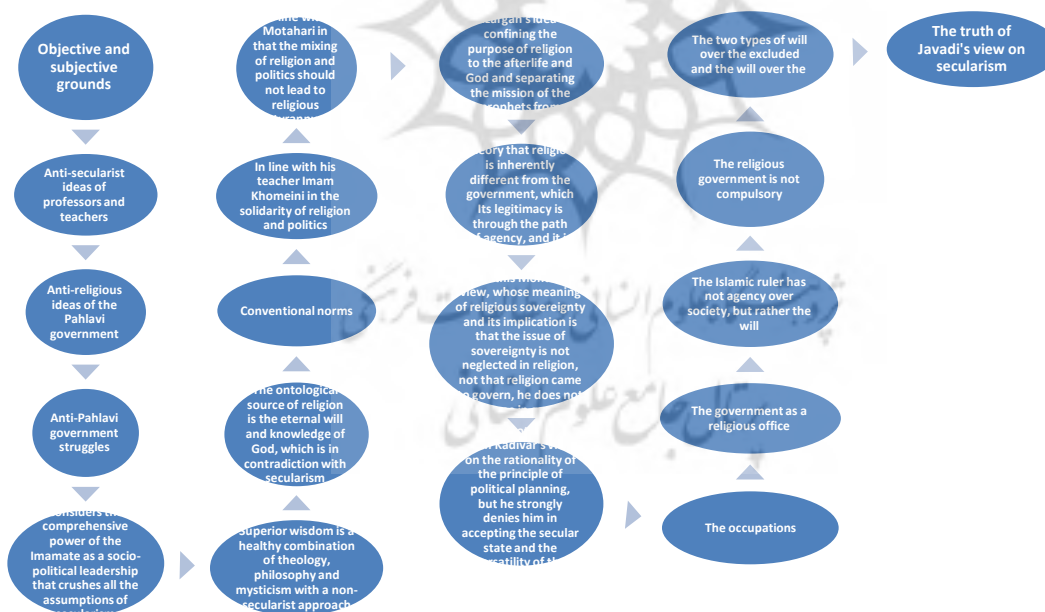 Objective and
subjective
grounds
Anti-secularist
ideas of
professors and
teachers
Anti-religious
ideas of the
Pahlavi
government
Anti-Pahlavi
government
struggles
comprehensive
power of the
Imamate as a socio-
political leadership
that crushes all the
assumptions of
Superior wisdom is a
healthy combination
of theology,
philosophy and
mysticism with a non-
secularist approach
The ontological
source of religion
is the eternal will
and knowledge of
God, which is in
contradiction with
secularism
Conventional norms
In line with his
teacher Imam
Khomeini in the
solidarity of religion
and politics
Motahari in
that the mixing
of religion and
politics should
not lead to
religious
confining the
purpose of religion
to the afterlife and
God and separating
the mission of the
is inherently
different from the
government, which
Its legitimacy is
through the path
agency, and it
view, whose meaning
of religious sovereignty
and its implication is
that the issue of
sovereignty is not
neglected in religion,
not that religion came
govern, he does not
Kadivar's
on the rationality of
the principle of
political planning,
but he strongly
denies him in
accepting the secular
state and the
The occupations
The government as a
religious office
The Islamic ruler has
not agency over
society, but rather the
will
The religious
government is not
compulsory
The two types of will
over the excluded
and the will over the
The truth of
Javadi's view on
secularism
پژوهشگاه علوم انسانی و مطالعات فرهنگی
پرتال جامع علوم انسانی